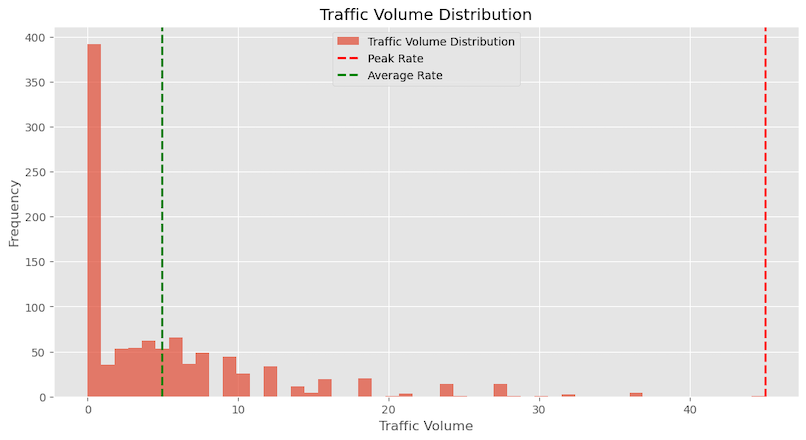 Traffic Volume Distribution
Traffic Volume Distribution
Peak Rate
Average Rate
Frequency
400
350
300
250
200
150
100
50
0
0 10 20 30 40
Traffic Volume